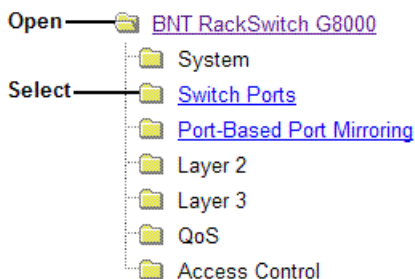 Open BNT RackSwitch G8000
System
Select Switch Ports
Port-Based Port Mirroring
Layer 2
Layer 3
QoS
Access Control